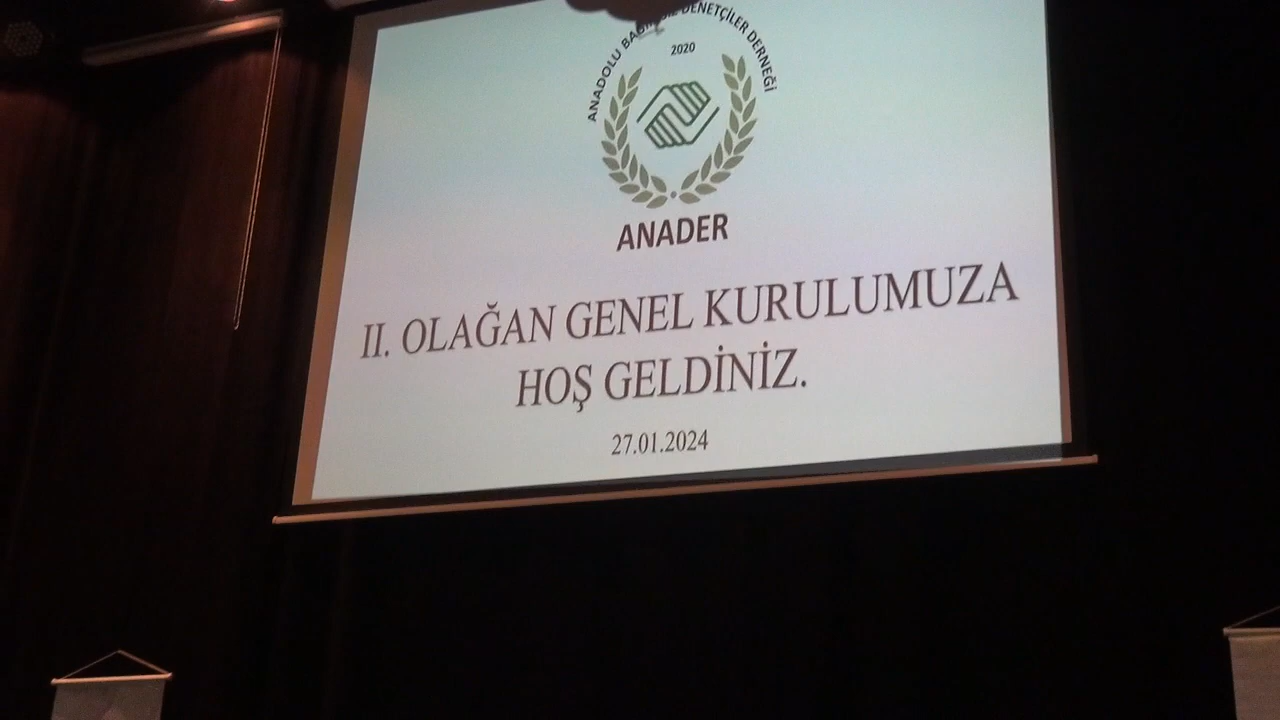 ANADOLU BAĞIMSIZ DENETÇİLER DERNEĞİ
2020
ANADER
II. OLAĞAN GENEL KURULUMUZA
HOŞ GELDİNİZ.
27.01.2024